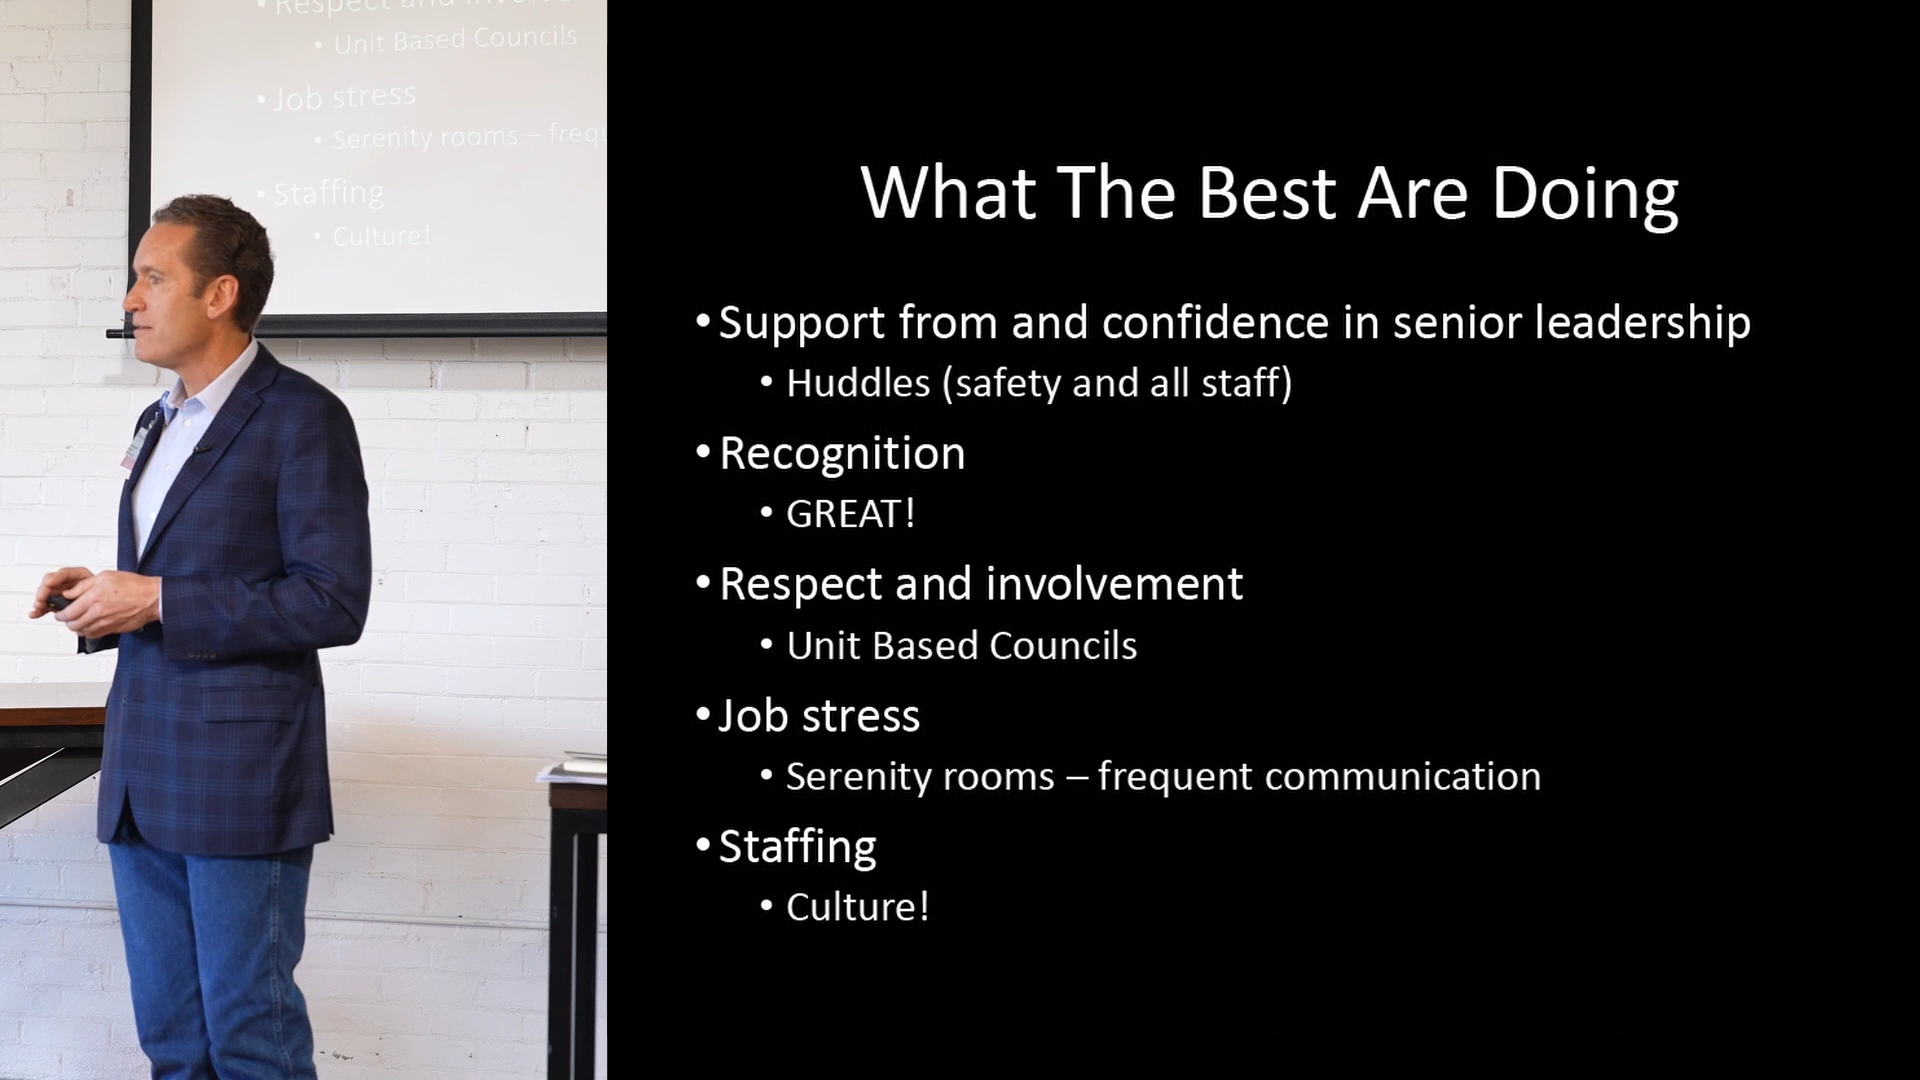 Respect and involve
• Unit Based Councils
• Job stress
• Serenity rooms – frequ
• Staffing
• Culture!
What The Best Are Doing
• Support from and confidence in senior leadership
• Huddles (safety and all staff)
• Recognition
• GREAT!
• Respect and involvement
• Unit Based Councils
• Job stress
• Serenity rooms – frequent communication
• Staffing
• Culture!